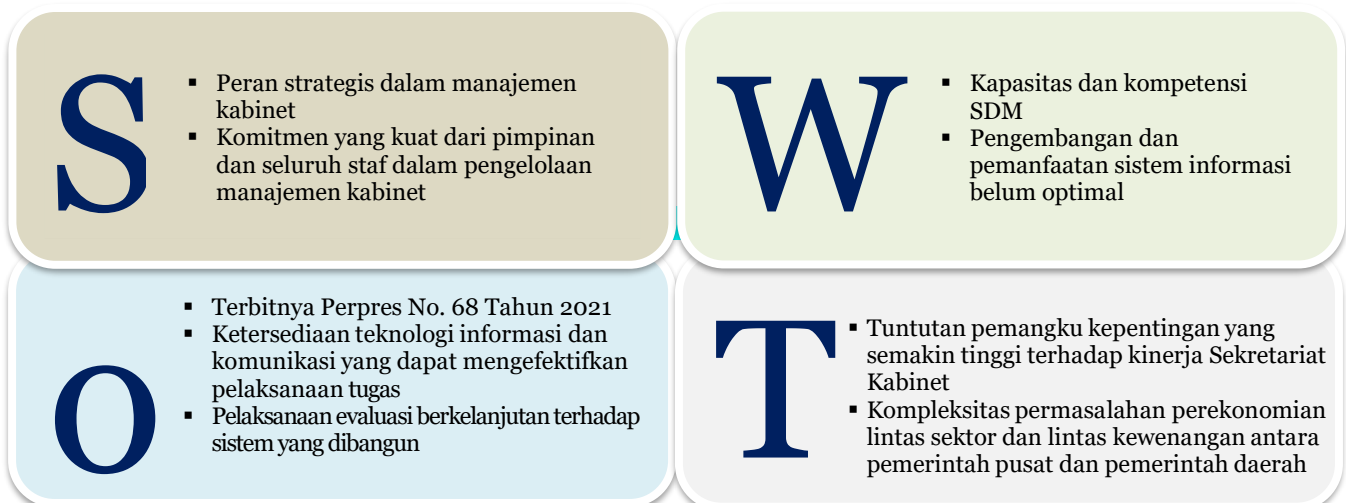 S
▪ Peran strategis dalam manajemen
kabinet
▪ Komitmen yang kuat dari pimpinan
dan seluruh staf dalam pengelolaan
manajemen kabinet
W
▪ Kapasitas dan kompetensi
SDM
▪ Pengembangan dan
pemanfaatan sistem informasi
belum optimal
O
▪ Terbitnya Perpres No. 68 Tahun 2021
▪ Ketersediaan teknologi informasi dan
komunikasi yang dapat mengefektifkan
pelaksanaan tugas
▪ Pelaksanaan evaluasi berkelanjutan terhadap
sistem yang dibangun
T
▪ Tuntutan pemangku kepentingan yang
semakin tinggi terhadap kinerja Sekretariat
Kabinet
▪ Kompleksitas permasalahan perekonomian
lintas sektor dan lintas kewenangan antara
pemerintah pusat dan pemerintah daerah